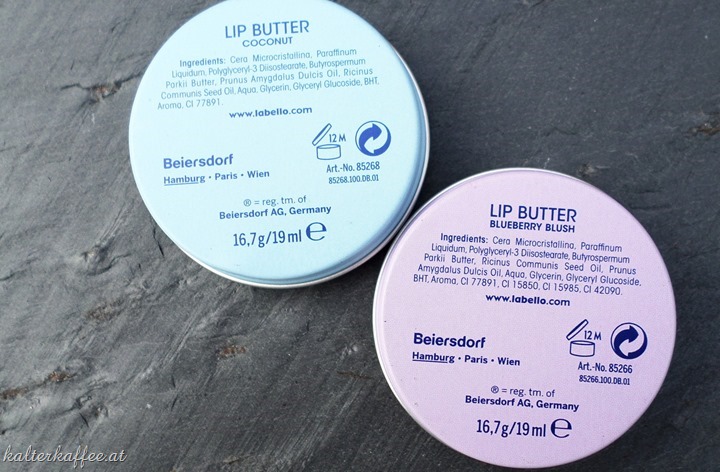 LIP BUTTER
COCONUT
Ingredients: Cera Microcristallina, Paraffinum
Liquidum, Polyglyceryl-3 Diisostearate, Butyrospermum
Parkii Butter, Prunus Amygdalus Dulcis Oil, Ricinus
Communis Seed Oil, Aqua, Glycerin, Glyceryl Glucoside, BHT,
Aroma, CI 77891.
www.labello.com
12 M
Beiersdorf
Hamburg • Paris • Wien
Art.-No. 85268
85268.100.DB.01
® = reg. tm. of
Beiersdorf AG, Germany
16,7g/19 ml ℮
LIP BUTTER
BLUEBERRY BLUSH
Ingredients: Cera Microcristallina, Paraffinum
Liquidum, Polyglyceryl-3 Diisostearate, Butyrospermum
Parkii Butter, Ricinus Communis Seed Oil, Prunus
Amygdalus Dulcis Oil, Aqua, Glycerin, Glyceryl Glucoside,
BHT, Aroma, CI 77891, CI 15850, CI 15985, CI 42090.
www.labello.com
12 M
Beiersdorf
Hamburg • Paris • Wien
Art.-No. 85266
85266.100.DB.01
® = reg. tm. of
Beiersdorf AG, Germany
16,7g/19 ml ℮
kalterkaffee.at